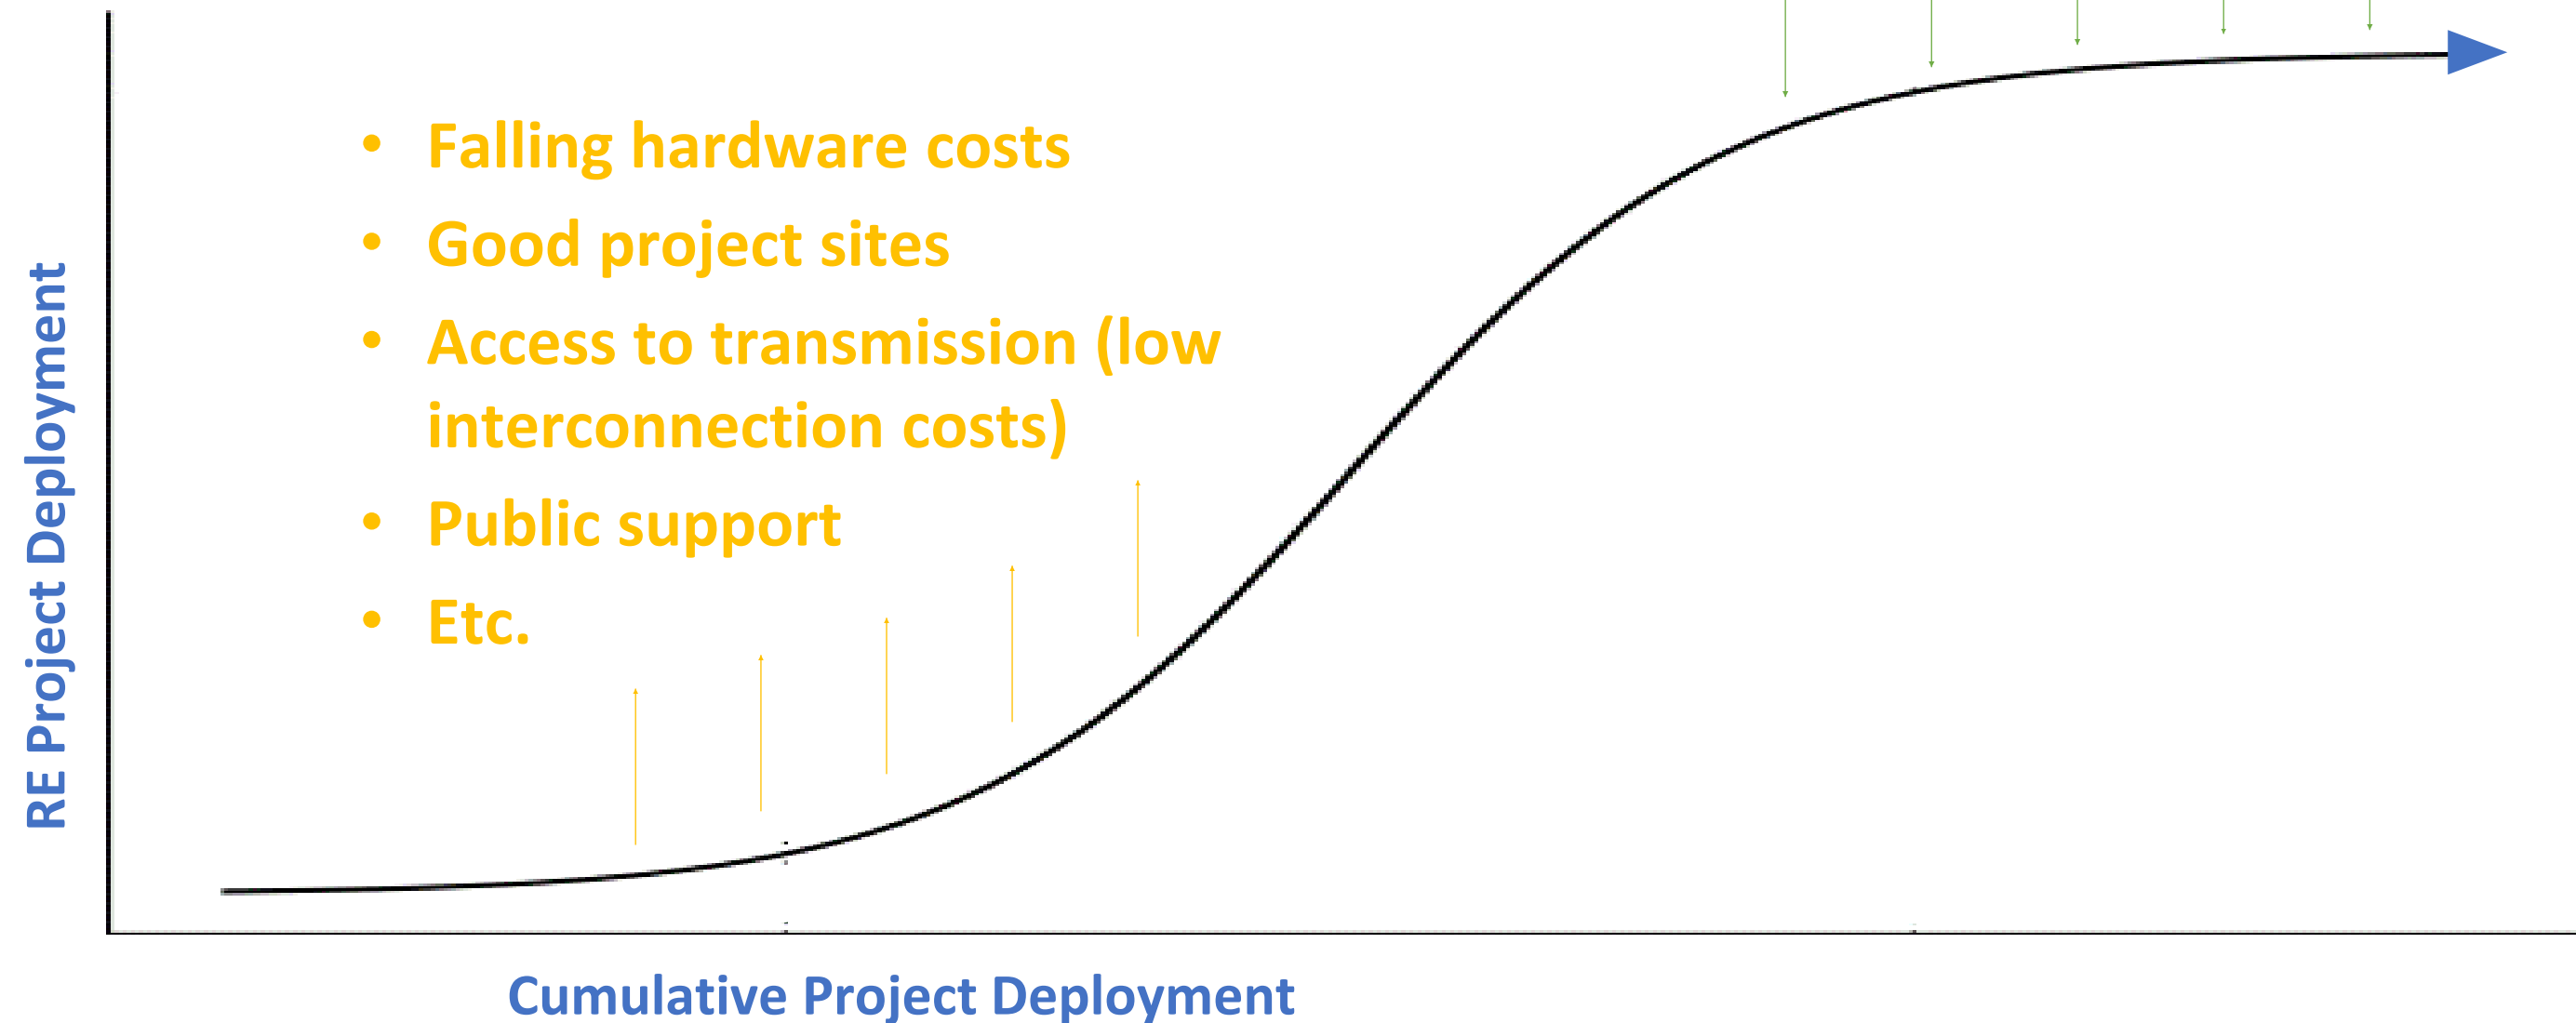 • Falling hardware costs
• Good project sites
• Access to transmission (low
interconnection costs)
• Public support
• Etc.
RE Project Deployment
Cumulative Project Deployment